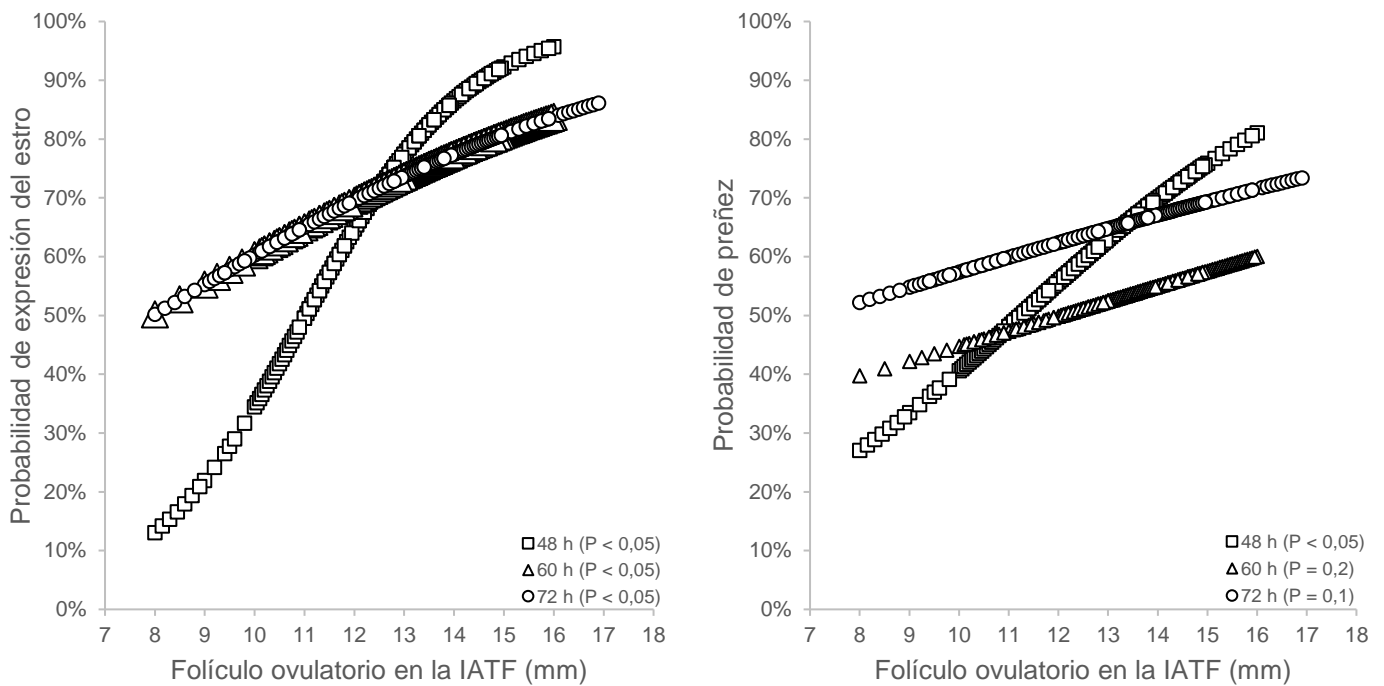 Probabilidad de expresión del estro
100%
90%
80%
70%
60%
50%
40%
30%
20%
10%
0%
7 8 9 10 11 12 13 14 15 16 17 18
Folículo ovulatorio en la IATF (mm)
48 h (P < 0,05)
60 h (P < 0,05)
72 h (P < 0,05)
Probabilidad de preñez
100%
90%
80%
70%
60%
50%
40%
30%
20%
10%
0%
7 8 9 10 11 12 13 14 15 16 17 18
Folículo ovulatorio en la IATF (mm)
48 h (P < 0,05)
60 h (P = 0,2)
72 h (P = 0,1)